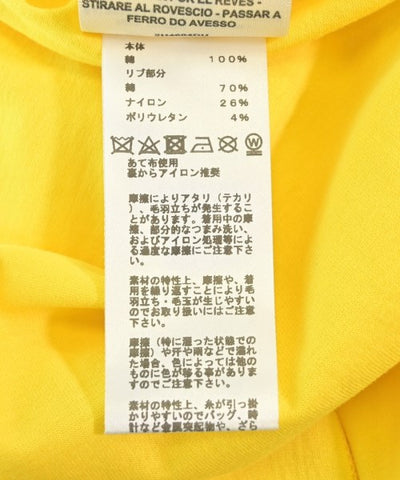 STIRARE AL ROVESCIO - PASSAR A
FERRO DO AVESSO
本体
綿 100%
リブ部分
綿 70%
ナイロン 26%
ポリウレタン 4%
あて布使用
裏からアイロン推奨
摩擦によりアタリ(テカリ
)、毛羽立ちが発生するこ
とがあります。着用中の摩
擦、部分的なつまみ洗い、
およびアイロン処理等によ
る過度な摩擦にご注意下さ
い。
素材の特性上、摩擦や、着
用を繰り返すことにより毛
羽立ち・毛玉が生じやすい
のでお取り扱いにはご注意
下さい。
摩擦(特に湿った状態での
摩擦)や汗や雨などで濡れ
た場合、色によっては他の
ものに色が移る事がありま
すのでご注意下さい。
素材の特性上、糸が引っ掛
かりやすいのでバッグ、時
計など金属突起物や、ざら